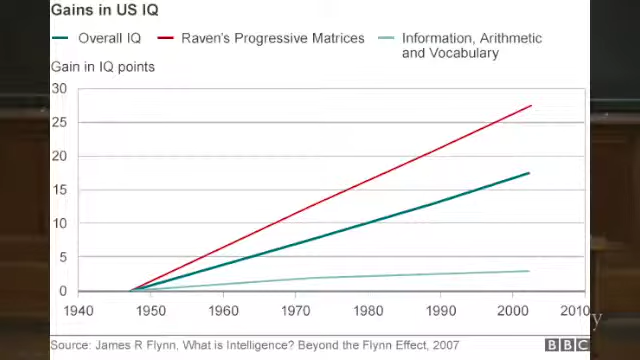 Gains in US IQ
Overall IQ Raven's Progressive Matrices Information, Arithmetic
and Vocabulary
Gain in IQ points
30
25
20
15
10
5
0
1940 1950 1960 1970 1980 1990 2000 2010
Source: James R Flynn, What is Intelligence? Beyond the Flynn Effect, 2007 BBC